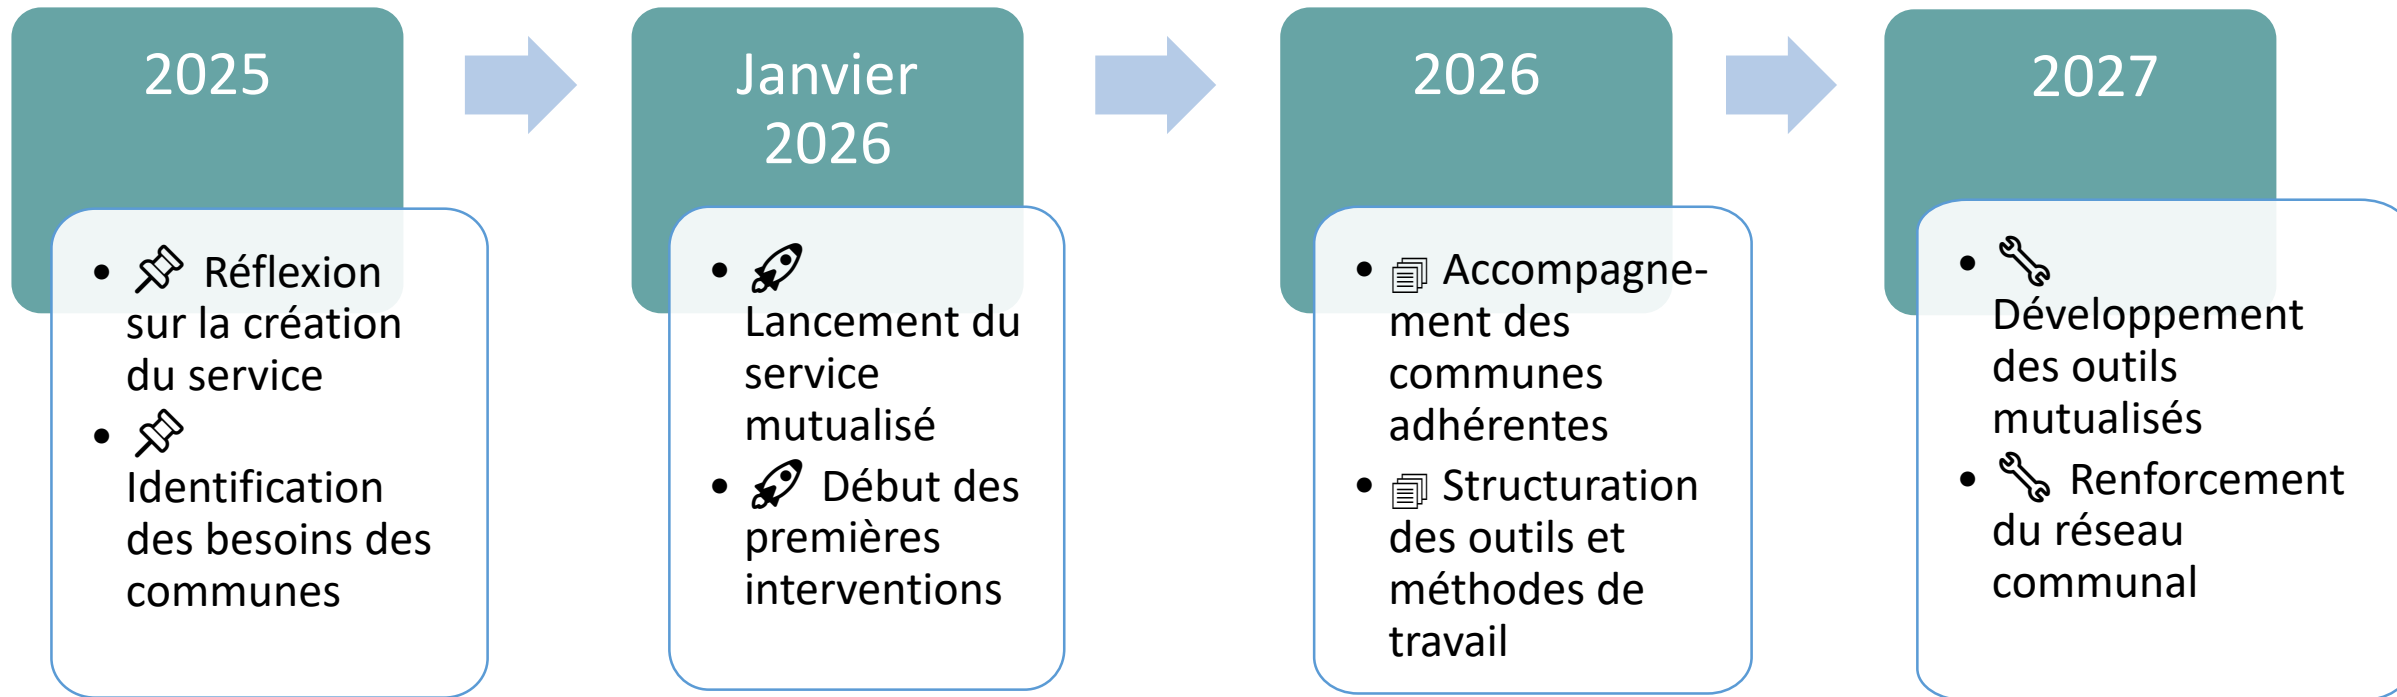 2025
• 📌 Réflexion
sur la création
du service
• 📌
Identification
des besoins des
communes
Janvier
2026
• 🚀
Lancement du
service
mutualisé
• 🚀 Début des
premières
interventions
2026
• 🗐 Accompagne-
ment des
communes
adhérentes
• 🗐 Structuration
des outils et
méthodes de
travail
2027
• 🔧
Développement
des outils
mutualisés
• 🔧 Renforcement
du réseau
communal